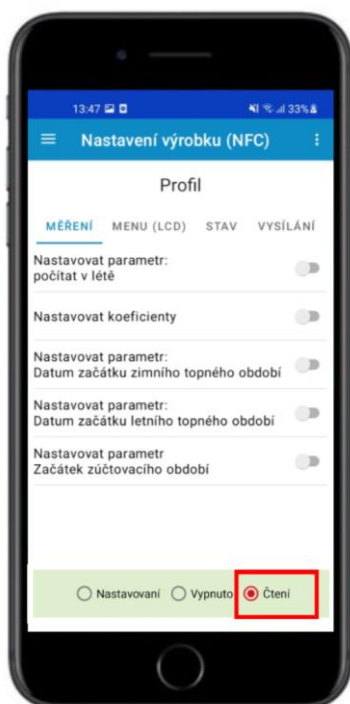 13:47 33%
Nastavení výrobku (NFC)
Profil
MĚŘENÍ MENU (LCD) STAV VYSÍLÁNÍ
Nastavovat parametr:
počítat v létě
Nastavovat koeficienty
Nastavovat parametr:
Datum začátku zimního topného období
Nastavovat parametr:
Datum začátku letního topného období
Nastavovat parametr
Začátek zúčtovacího období
Nastavovaní Vypnuto Čtení